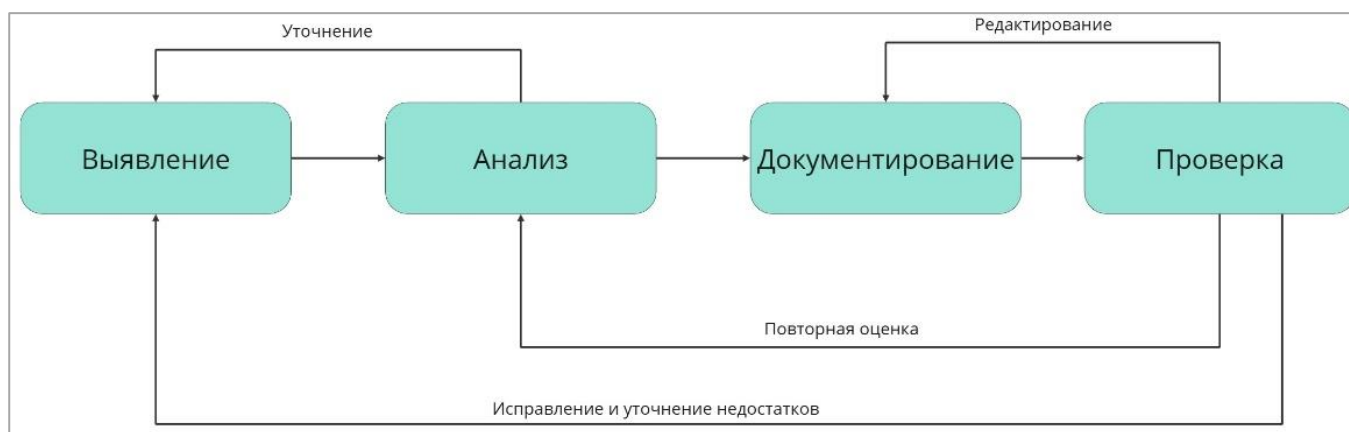 Уточнение
Редактирование
Выявление
Анализ
Документирование
Проверка
Повторная оценка
Исправление и уточнение недостатков